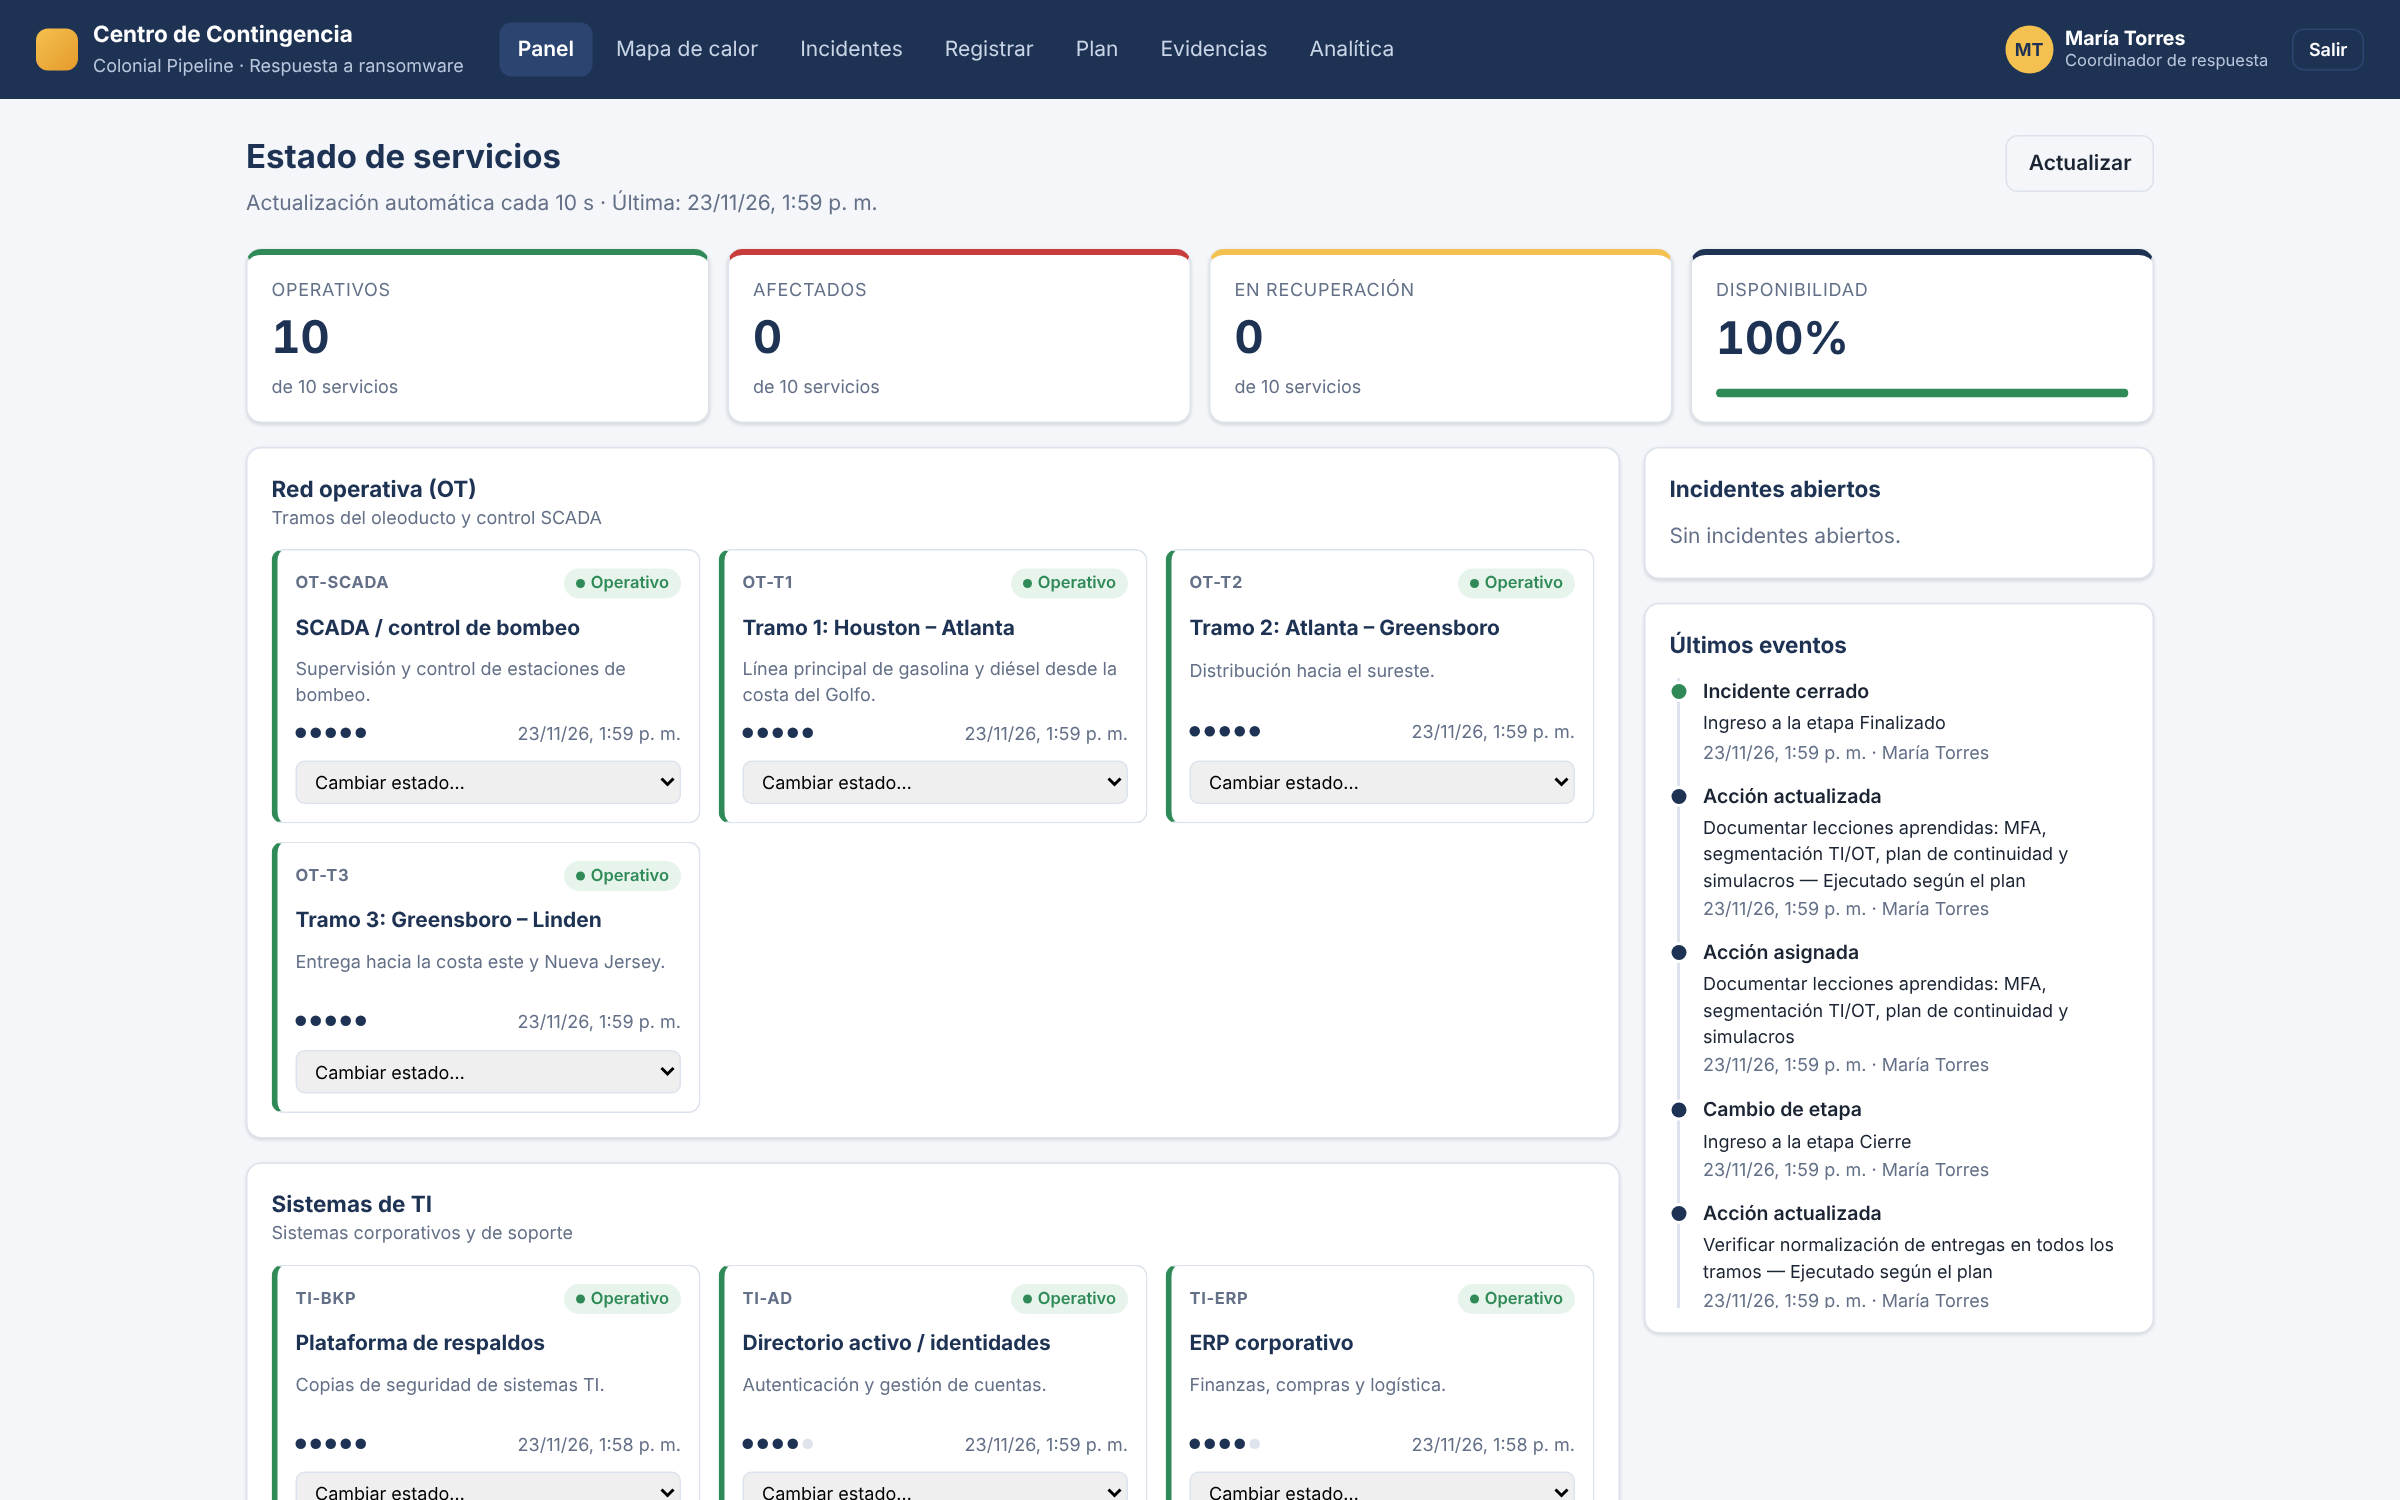 Centro de Contingencia
Colonial Pipeline · Respuesta a ransomware
Panel
Mapa de calor
Incidentes
Registrar
Plan
Evidencias
Analítica
MT
María Torres
Coordinador de respuesta
Salir
Estado de servicios
Actualización automática cada 10 s · Última: 23/11/26, 1:59 p. m.
Actualizar
OPERATIVOS
10
de 10 servicios
AFECTADOS
0
de 10 servicios
EN RECUPERACIÓN
0
de 10 servicios
DISPONIBILIDAD
100%
Red operativa (OT)
Tramos del oleoducto y control SCADA
OT-SCADA
Operativo
SCADA / control de bombeo
Supervisión y control de estaciones de
bombeo.
23/11/26, 1:59 p. m.
Cambiar estado...
OT-T1
Operativo
Tramo 1: Houston – Atlanta
Línea principal de gasolina y diésel desde la
costa del Golfo.
23/11/26, 1:59 p. m.
Cambiar estado...
OT-T2
Operativo
Tramo 2: Atlanta – Greensboro
Distribución hacia el sureste.
23/11/26, 1:59 p. m.
Cambiar estado...
OT-T3
Operativo
Tramo 3: Greensboro – Linden
Entrega hacia la costa este y Nueva Jersey.
23/11/26, 1:59 p. m.
Cambiar estado...
Sistemas de TI
Sistemas corporativos y de soporte
TI-BKP
Operativo
Plataforma de respaldos
Copias de seguridad de sistemas TI.
23/11/26, 1:58 p. m.
Cambiar estado...
TI-AD
Operativo
Directorio activo / identidades
Autenticación y gestión de cuentas.
23/11/26, 1:59 p. m.
Cambiar estado...
TI-ERP
Operativo
ERP corporativo
Finanzas, compras y logística.
23/11/26, 1:58 p. m.
Cambiar estado...
Incidentes abiertos
Sin incidentes abiertos.
Últimos eventos
Incidente cerrado
Ingreso a la etapa Finalizado
23/11/26, 1:59 p. m. · María Torres
Acción actualizada
Documentar lecciones aprendidas: MFA,
segmentación TI/OT, plan de continuidad y
simulacros — Ejecutado según el plan
23/11/26, 1:59 p. m. · María Torres
Acción asignada
Documentar lecciones aprendidas: MFA,
segmentación TI/OT, plan de continuidad y
simulacros
23/11/26, 1:59 p. m. · María Torres
Cambio de etapa
Ingreso a la etapa Cierre
23/11/26, 1:59 p. m. · María Torres
Acción actualizada
Verificar normalización de entregas en todos los
tramos — Ejecutado según el plan
23/11/26, 1:59 p. m. · María Torres